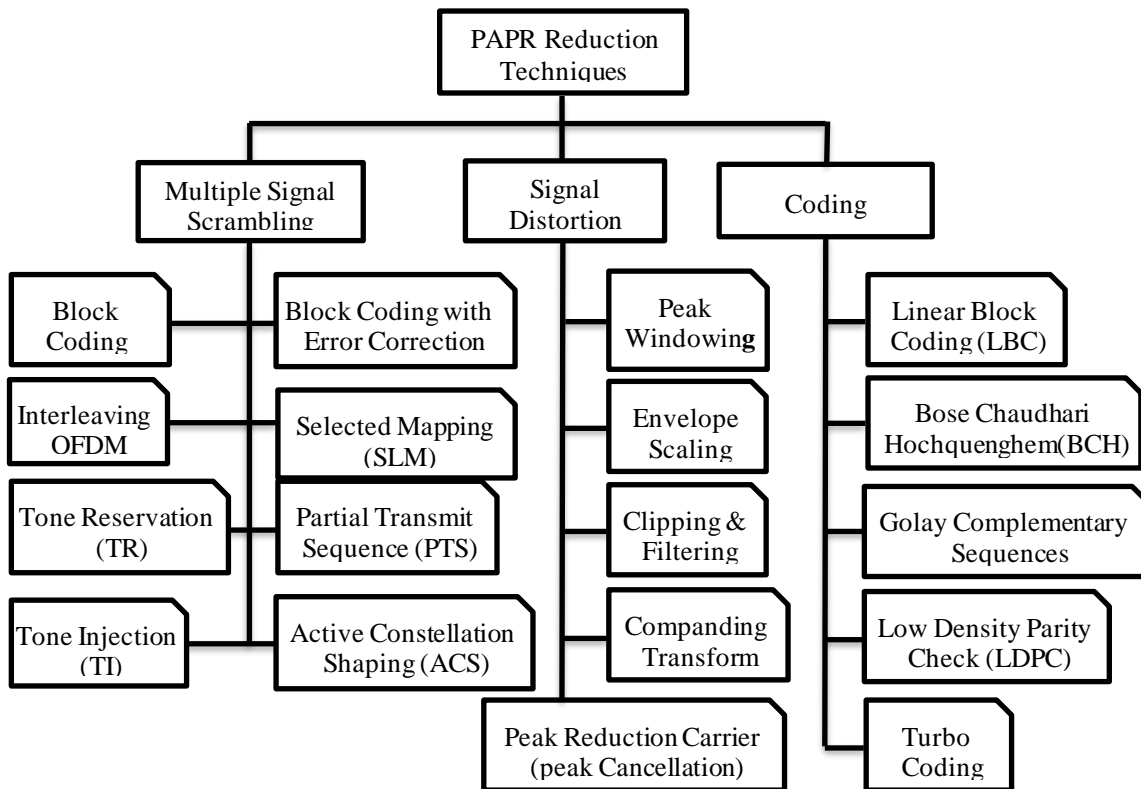 PAPR Reduction
Techniques
Multiple Signal
Scrambling
Signal
Distortion
Coding
Block
Coding
Block Coding with
Error Correction
Interleaving
OFDM
Selected Mapping
(SLM)
Tone Reservation
(TR)
Partial Transmit
Sequence (PTS)
Tone Injection
(TI)
Active Constellation
Shaping (ACS)
Peak
Windowing
Envelope
Scaling
Clipping &
Filtering
Companding
Transform
Peak Reduction Carrier
(peak Cancellation)
Linear Block
Coding (LBC)
Bose Chaudhari
Hochquenghem(BCH)
Golay Complementary
Sequences
Low Density Parity
Check (LDPC)
Turbo
Coding